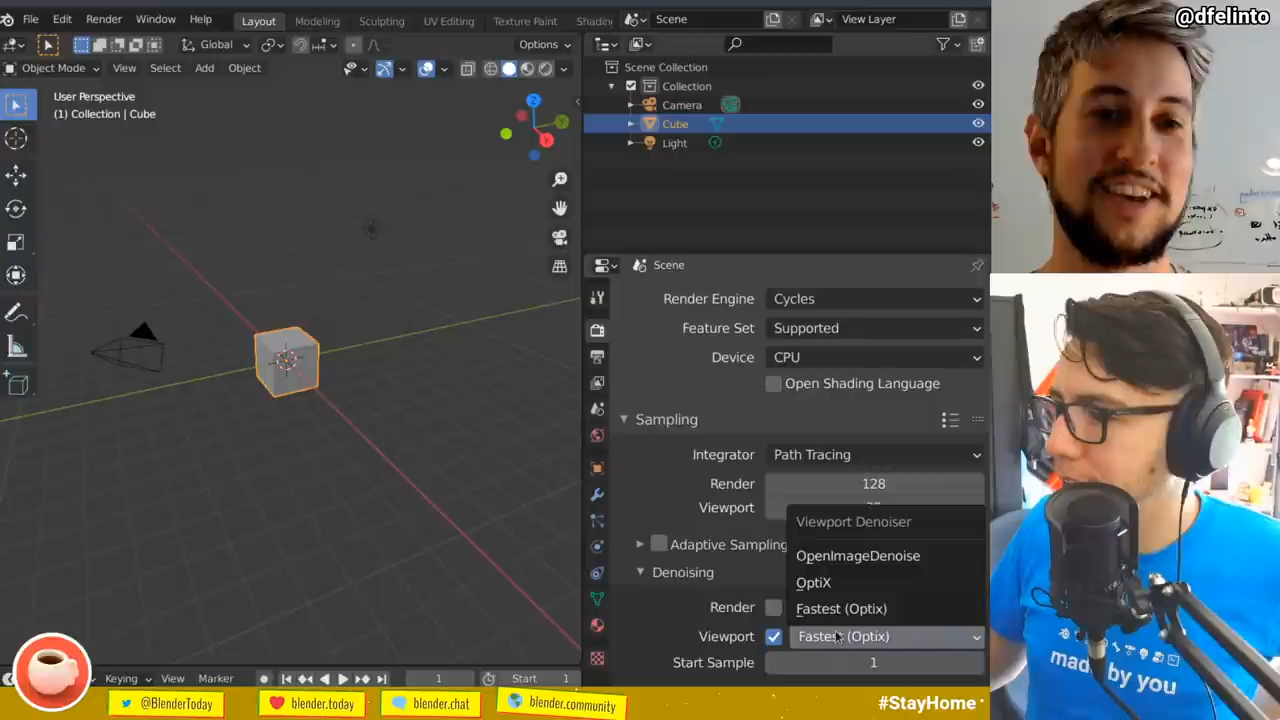 File Edit Render Window Help Layout Modeling Sculpting UV Editing Texture Paint Shading Scene View Layer
Global Options
Object Mode View Select Add Object
User Perspective
(1) Collection | Cube
Scene Collection
Collection
Camera
Cube
Light
Scene
Render Engine Cycles
Feature Set Supported
Device CPU
Open Shading Language
Sampling
Integrator Path Tracing
Render 128
Viewport
Viewport Denoiser
OpenImageDenoise
OptiX
Fastest (Optix)
Adaptive Sampling
Denoising
Render
Viewport Fastest (Optix)
Start Sample 1
Keying View Marker 1 Start 1
@dfelinto
made by you
@BlenderToday blender.today blender.chat blender.community #StayHome